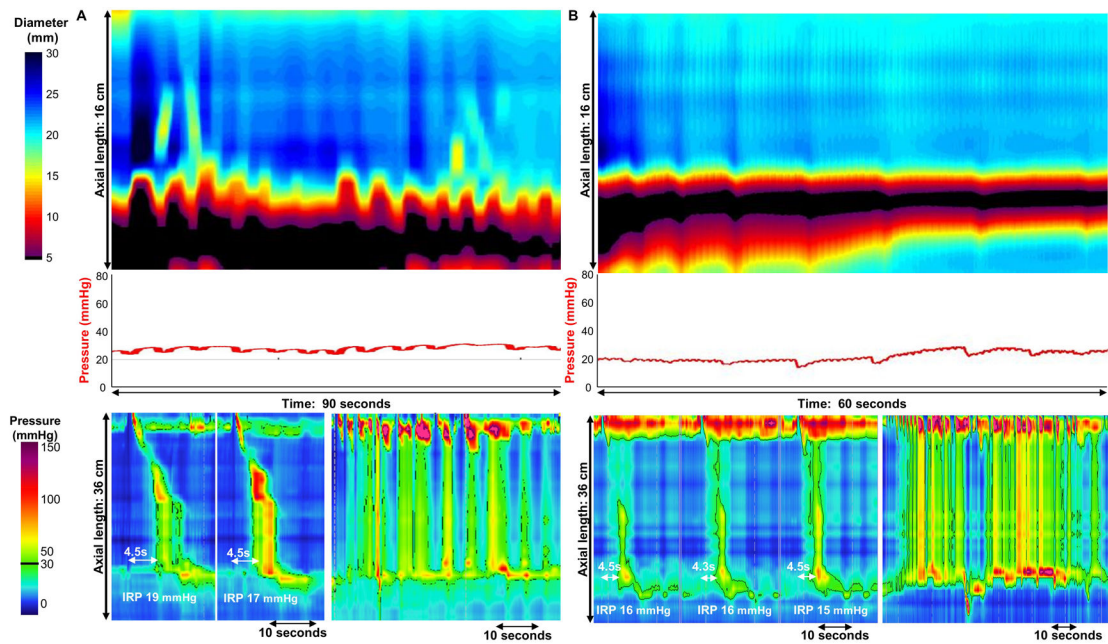 A
B
Diameter
(mm)
30
25
20
15
10
5
Axial length: 16 cm
Axial length: 16 cm
Pressure (mmHg)
80
60
40
20
0
Pressure (mmHg)
80
60
40
20
0
Time: 90 seconds
Time: 60 seconds
Pressure
(mmHg)
150
100
50
30
0
Axial length: 36 cm
4.5s
4.5s
IRP 19 mmHg
IRP 17 mmHg
10 seconds
10 seconds
Axial length: 36 cm
4.5s
4.3s
4.5s
IRP 16 mmHg
IRP 16 mmHg
IRP 15 mmHg
10 seconds
10 seconds